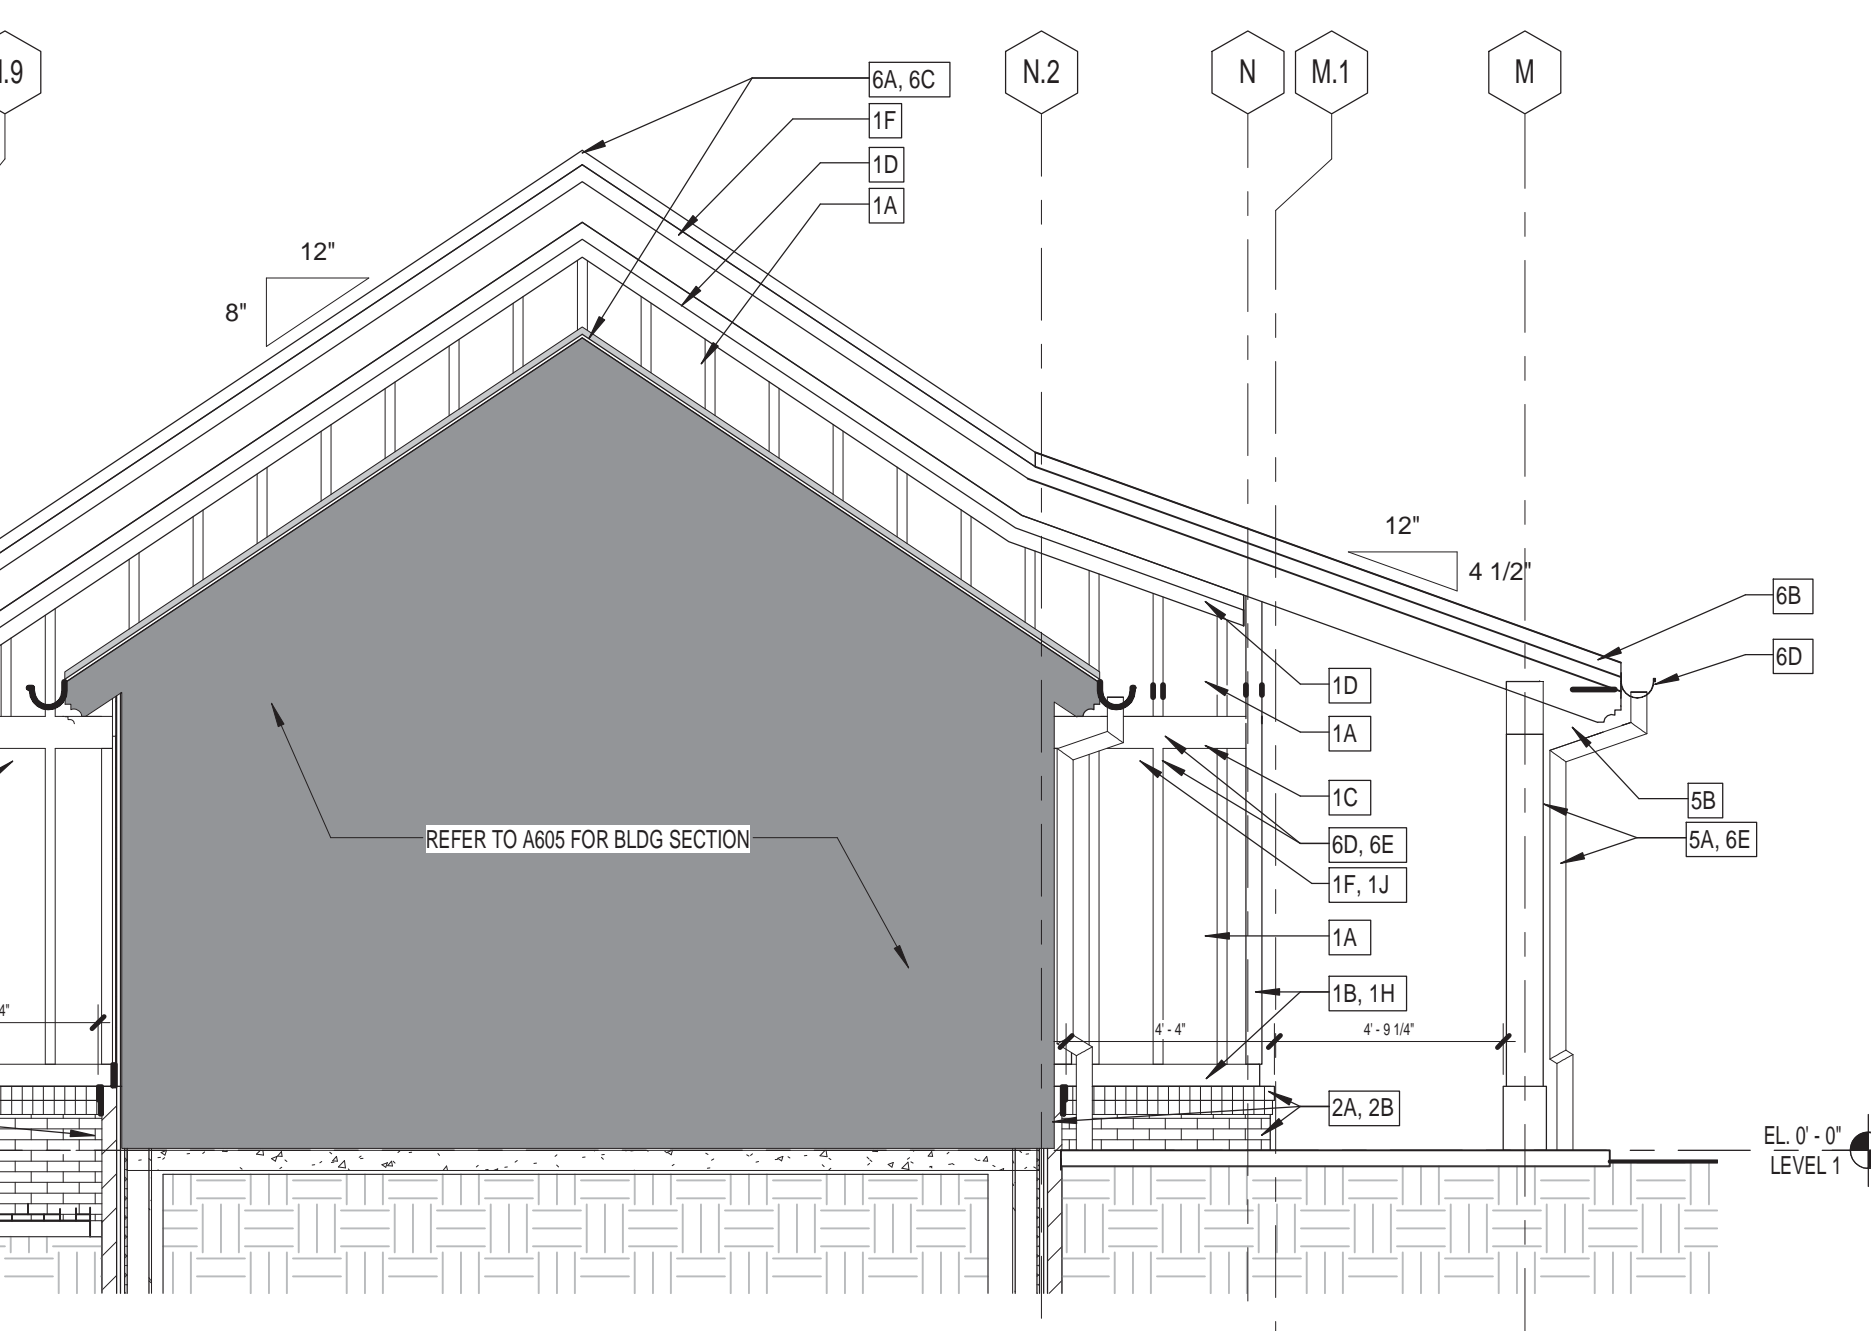 .9
N.2
N
M.1
M
6A, 6C
1F
1D
1A
12"
8"
12"
4 1/2"
6B
6D
1D
1A
1C
5B
6D, 6E
5A, 6E
REFER TO A605 FOR BLDG SECTION
1F, 1J
1A
1B, 1H
4"
4' - 4"
4' - 9 1/4"
2A, 2B
EL. 0' - 0"
LEVEL 1